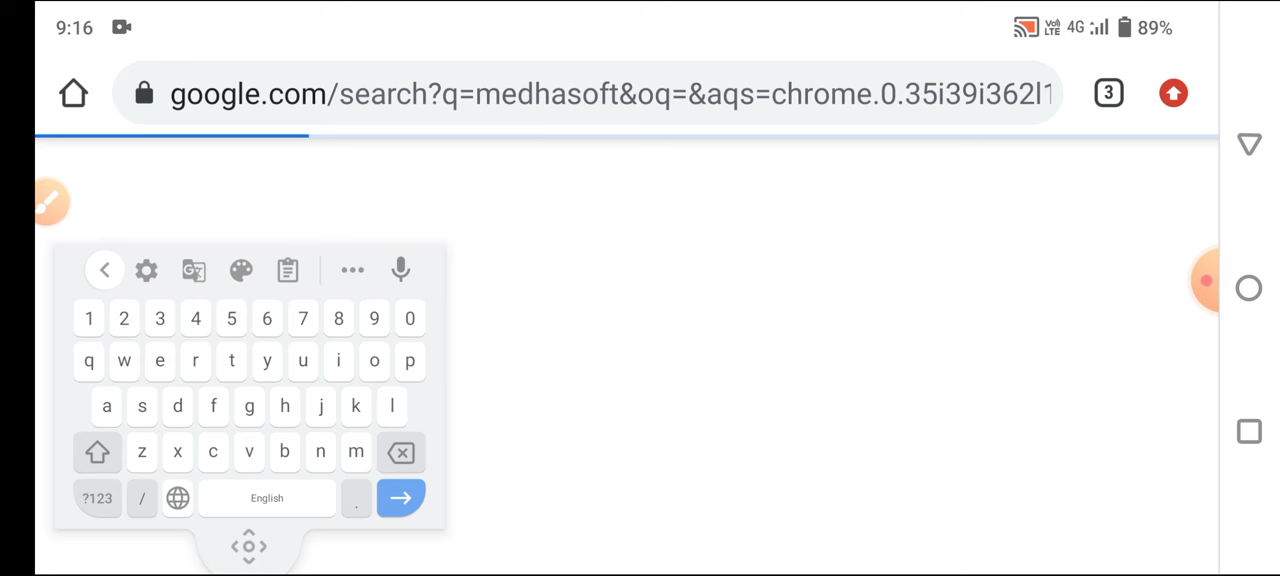 9:16 VoLTE 4G 89%
google.com/search?q=medhasoft&oq=&aqs=chrome.0.35i39i362l1 3
1 2 3 4 5 6 7 8 9 0
q w e r t y u i o p
a s d f g h j k l
z x c v b n m
?123 / English .